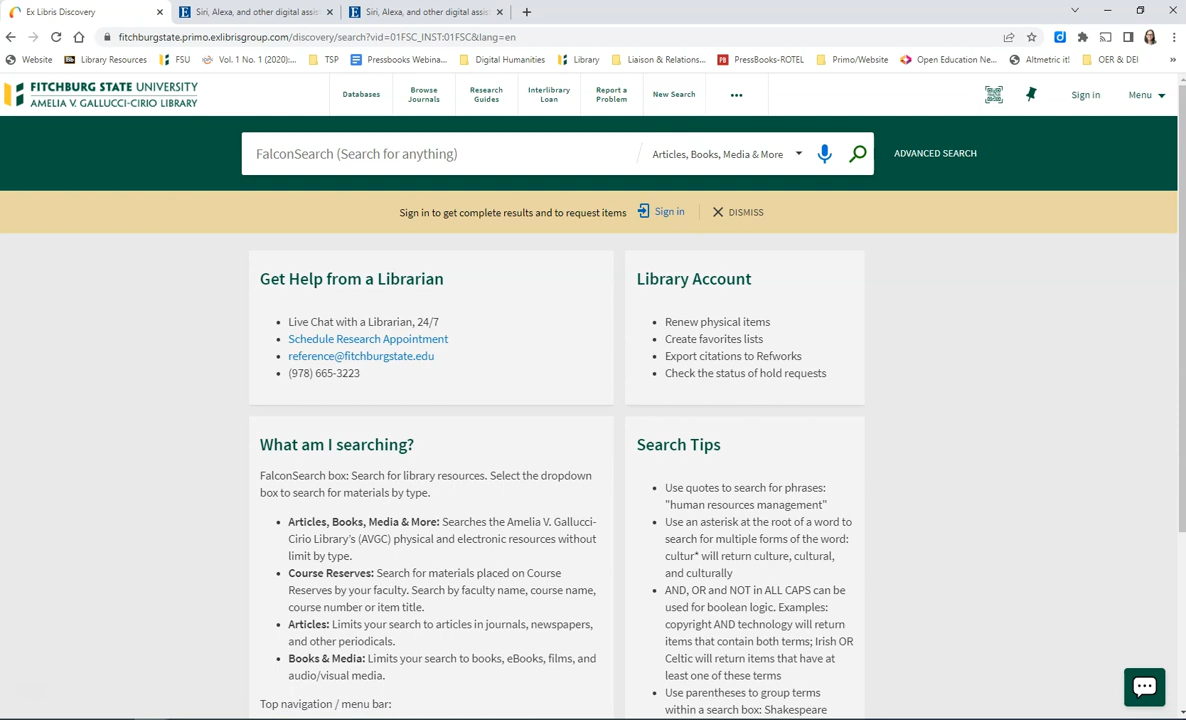 Ex Libris Discovery
Siri, Alexa, and other digital assis
Siri, Alexa, and other digital assis
fitchburgstate.primo.exlibrisgroup.com/discovery/search?vid=01FSC_INST:01FSC&lang=en
Website
Library Resources
FSU
Vol. 1 No. 1 (2020):...
TSP
Pressbooks Webina...
Digital Humanities
Library
Liaison & Relations...
PressBooks-ROTEL
Primo/Website
Open Education Ne...
Altmetric it!
OER & DEI
FITCHBURG STATE UNIVERSITY
AMELIA V. GALLUCCI-CIRIO LIBRARY
Databases
Browse
Journals
Research
Guides
Interlibrary
Loan
Report a
Problem
New Search
Sign in
Menu
FalconSearch (Search for anything)
Articles, Books, Media & More
ADVANCED SEARCH
Sign in to get complete results and to request items
Sign in
DISMISS
Get Help from a Librarian
Live Chat with a Librarian, 24/7
Schedule Research Appointment
reference@fitchburgstate.edu
(978) 665-3223
Library Account
Renew physical items
Create favorites lists
Export citations to Refworks
Check the status of hold requests
What am I searching?
FalconSearch box: Search for library resources. Select the dropdown
box to search for materials by type.
Articles, Books, Media & More: Searches the Amelia V. Gallucci-
Cirio Library's (AVGC) physical and electronic resources without
limit by type.
Course Reserves: Search for materials placed on Course
Reserves by your faculty. Search by faculty name, course name,
course number or item title.
Articles: Limits your search to articles in journals, newspapers,
and other periodicals.
Books & Media: Limits your search to books, eBooks, films, and
audio/visual media.
Top navigation / menu bar:
Search Tips
Use quotes to search for phrases:
"human resources management"
Use an asterisk at the root of a word to
search for multiple forms of the word:
cultur* will return culture, cultural,
and culturally
AND, OR and NOT in ALL CAPS can be
used for boolean logic. Examples:
copyright AND technology will return
items that contain both terms; Irish OR
Celtic will return items that have at
least one of these terms
Use parentheses to group terms
within a search box: Shakespeare